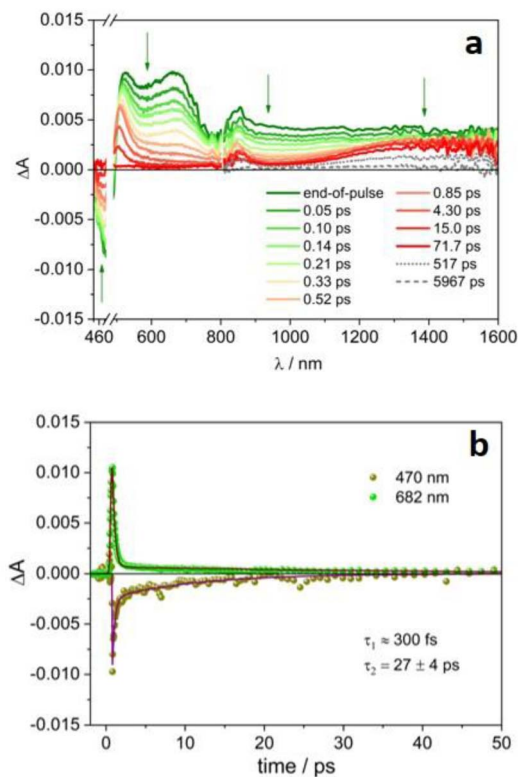 a
0.015
0.010
0.005
0.000
-0.005
-0.010
-0.015
ΔA
end-of-pulse
0.05 ps
0.10 ps
0.14 ps
0.21 ps
0.33 ps
0.52 ps
0.85 ps
4.30 ps
15.0 ps
71.7 ps
517 ps
5967 ps
460 600 800 1000 1200 1400 1600
λ / nm
b
0.015
0.010
0.005
0.000
-0.005
-0.010
-0.015
ΔA
470 nm
682 nm
τ1 ≈ 300 fs
τ2 = 27 ± 4 ps
0 10 20 30 40 50
time / ps